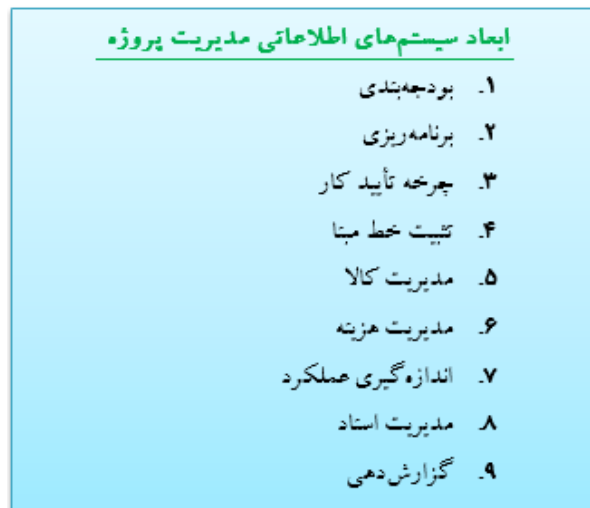 ابعاد سیستم‌های اطلاعاتی مدیریت پروژه
۱. بودجه‌بندی
۲. برنامه‌ریزی
۳. چرخه تأیید کار
۴. تثبیت خط مبنا
۵. مدیریت کالا
۶. مدیریت هزینه
۷. اندازه‌گیری عملکرد
۸. مدیریت اسناد
۹. گزارش‌دهی